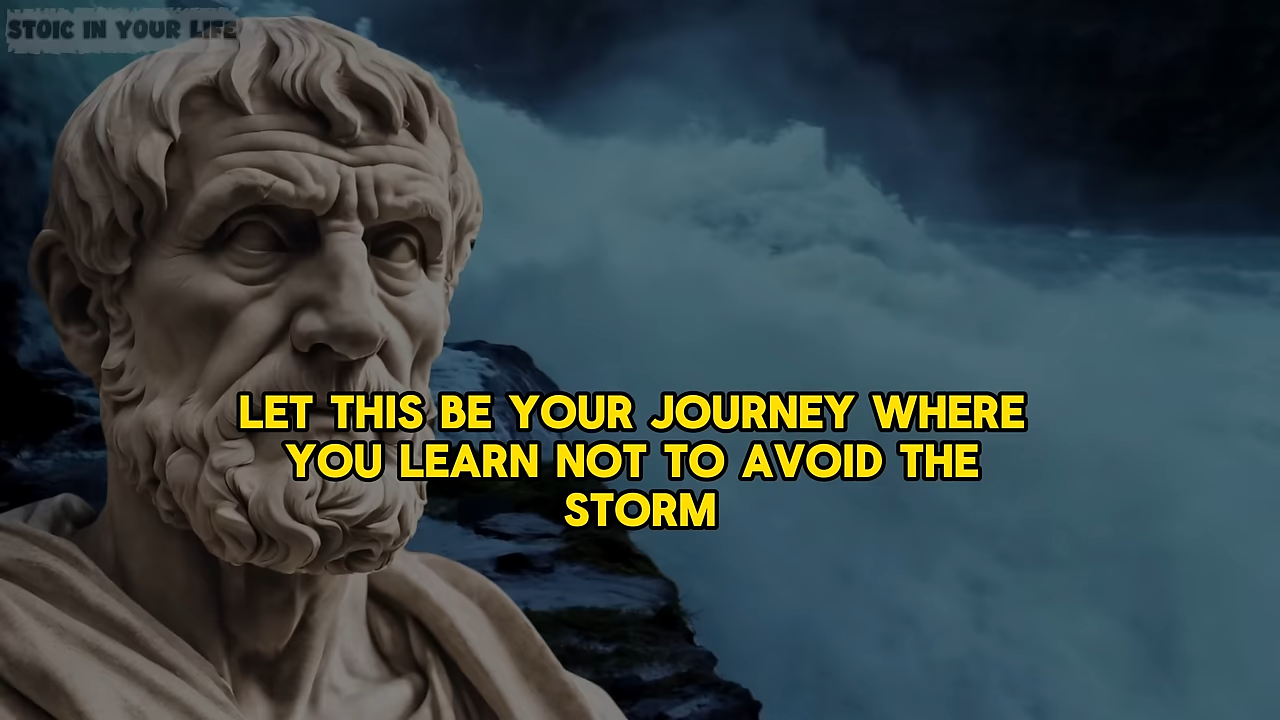 STOIC IN YOUR LIFE
LET THIS BE YOUR JOURNEY WHERE
YOU LEARN NOT TO AVOID THE
STORM